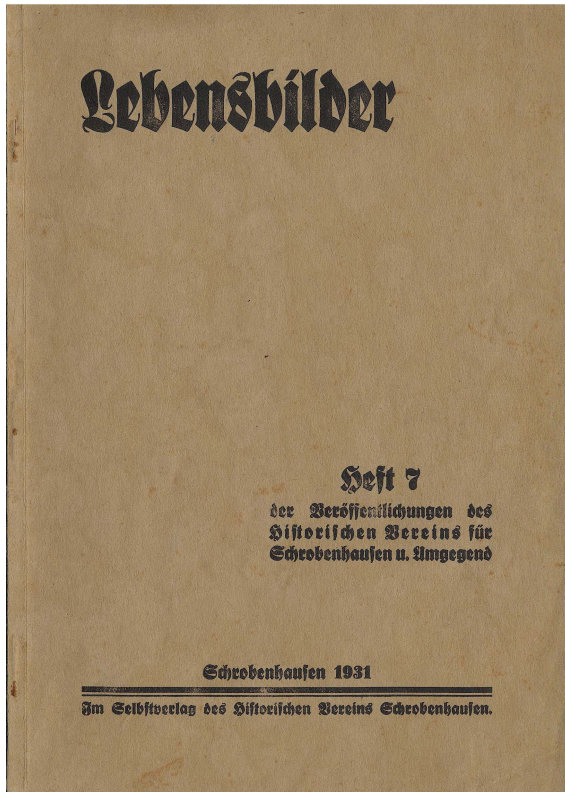 Lebensbilder
Heft 7
der Veröffentlichungen des
Historischen Vereins für
Schrobenhausen u. Umgegend
Schrobenhausen 1931
Im Selbstverlag des Historischen Vereins Schrobenhausen.